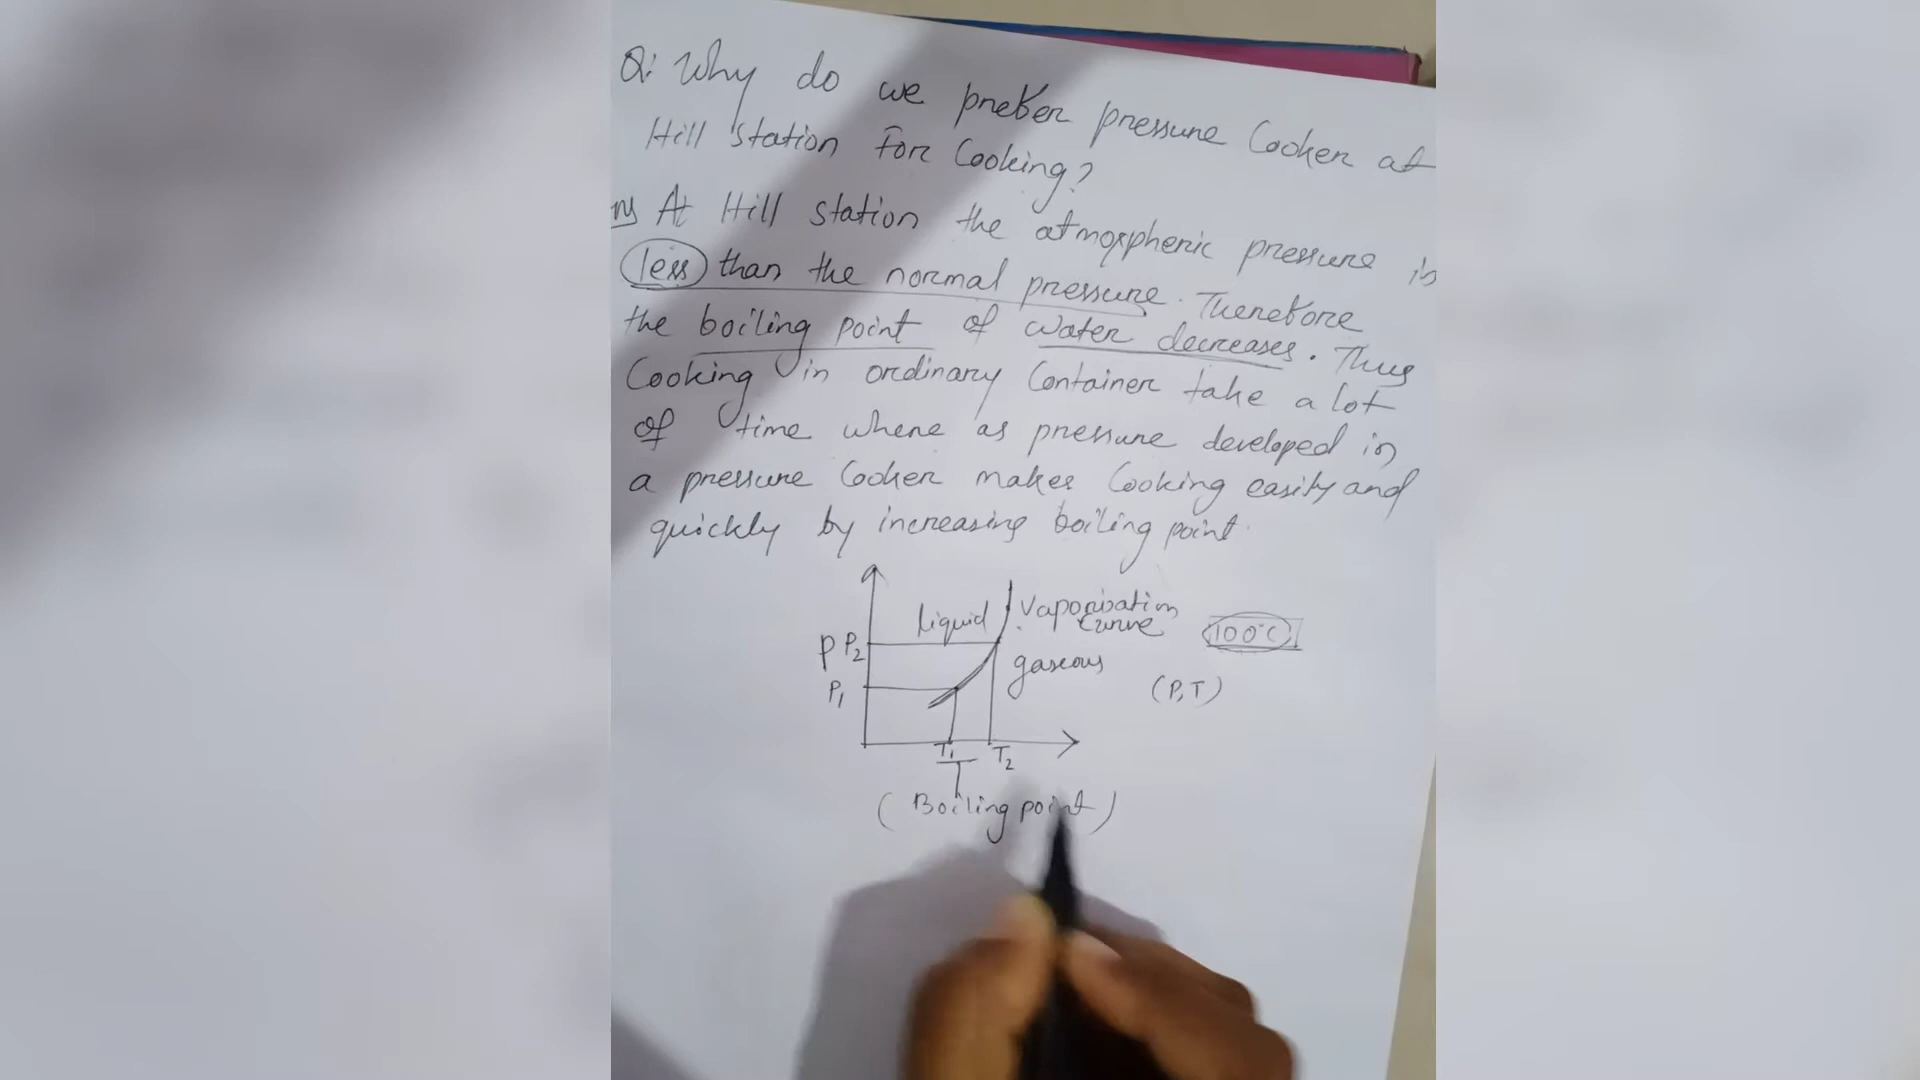 Q: Why do we prefer pressure Cooker at
Hill station for Cooking?
At Hill station the atmospheric pressure is
less than the normal pressure. Therefore
the boiling point of water decreases. Thus
Cooking in ordinary Container take a lot
of time where as pressure developed in
a pressure Cooker makes Cooking easily and
quickly by increasing boiling point.
liquid
Vaporisation
Curve
100°C
P P2
gaseous
P1
(P,T)
T1 T2
(Boiling point)